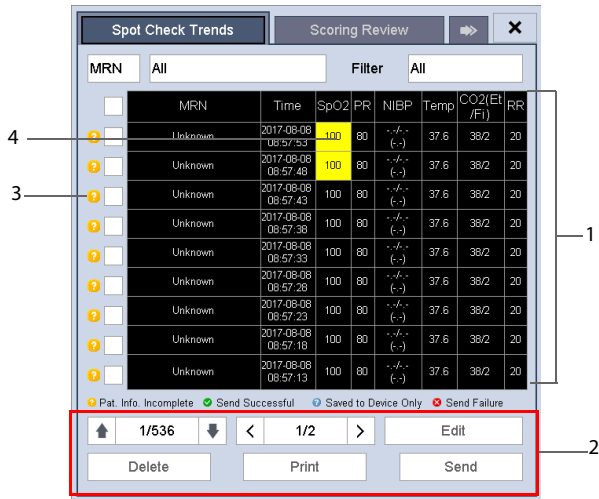 Spot Check Trends Scoring Review
MRN All Filter All
MRN Time SpO2 PR NIBP Temp CO2(Et/Fi) RR
4 Unknown 2017-08-08 08:57:53 100 80 -.-/-.- (-.-) 37.6 38/2 20
Unknown 2017-08-08 08:57:48 100 80 -.-/-.- (-.-) 37.6 38/2 20
3 Unknown 2017-08-08 08:57:43 100 80 -.-/-.- (-.-) 37.6 38/2 20
Unknown 2017-08-08 08:57:38 100 80 -.-/-.- (-.-) 37.6 38/2 20
1
Unknown 2017-08-08 08:57:33 100 80 -.-/-.- (-.-) 37.6 38/2 20
Unknown 2017-08-08 08:57:28 100 80 -.-/-.- (-.-) 37.6 38/2 20
Unknown 2017-08-08 08:57:23 100 80 -.-/-.- (-.-) 37.6 38/2 20
Unknown 2017-08-08 08:57:18 100 80 -.-/-.- (-.-) 37.6 38/2 20
Unknown 2017-08-08 08:57:13 100 80 -.-/-.- (-.-) 37.6 38/2 20
? Pat. Info. Incomplete Send Successful ? Saved to Device Only Send Failure
1/536 < 1/2 > Edit
2
Delete Print Send